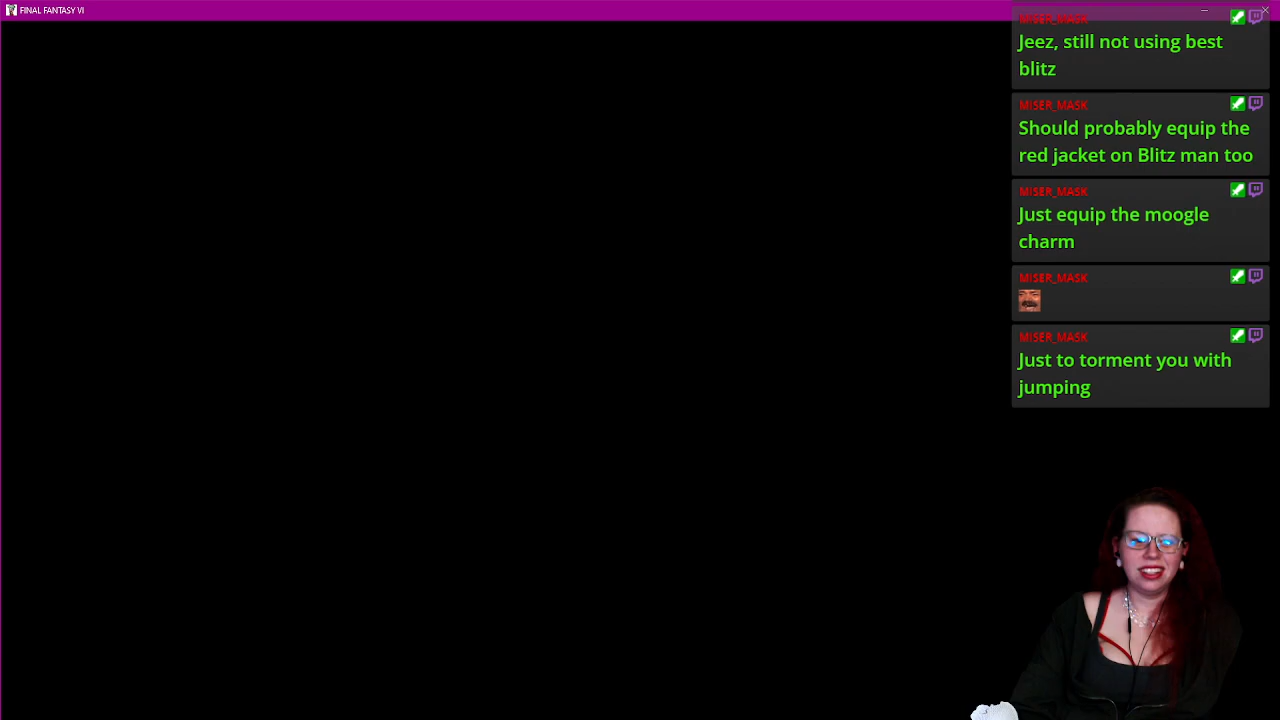 FINAL FANTASY VI
MISER_MASK
Jeez, still not using best
blitz
MISER_MASK
Should probably equip the
red jacket on Blitz man too
MISER_MASK
Just equip the moogle
charm
MISER_MASK
MISER_MASK
Just to torment you with
jumping